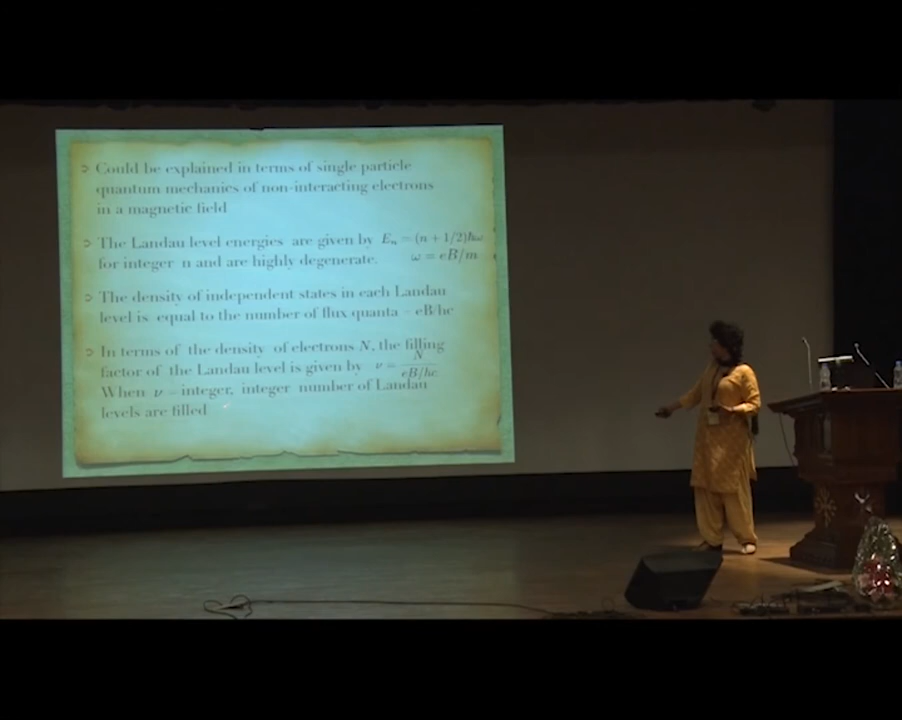 Could be explained in terms of single particle
quantum mechanics of non-interacting electrons
in a magnetic field
The Landau level energies are given by Eₙ = (n + 1/2)ℏω
for integer n and are highly degenerate. ω = eB/m
The density of independent states in each Landau
level is equal to the number of flux quanta = eB/hc
In terms of the density of electrons N, the filling
factor of the Landau level is given by ν = N / eB/hc
When ν = integer, integer number of Landau
levels are filled